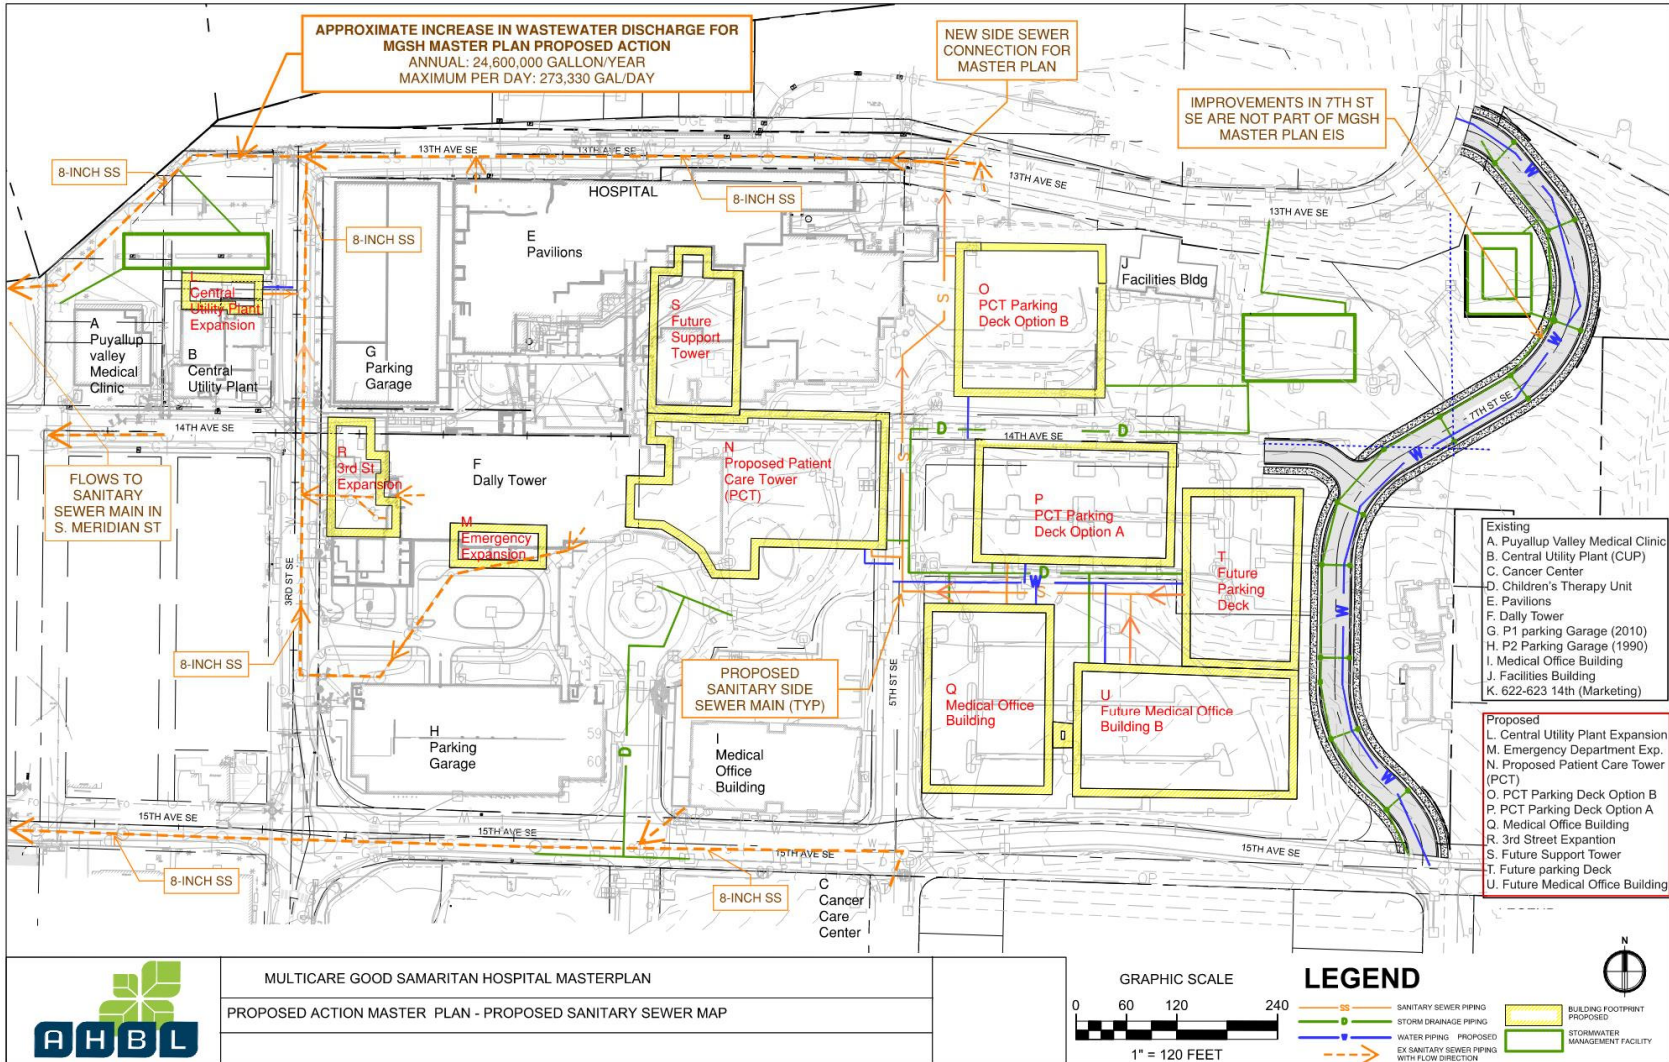 APPROXIMATE INCREASE IN WASTEWATER DISCHARGE FOR
MGSH MASTER PLAN PROPOSED ACTION
ANNUAL: 24,600,000 GALLON/YEAR
MAXIMUM PER DAY: 273,330 GAL/DAY
NEW SIDE SEWER
CONNECTION FOR
MASTER PLAN
IMPROVEMENTS IN 7TH ST
SE ARE NOT PART OF MGSH
MASTER PLAN EIS
8-INCH SS
13TH AVE SE
13TH AVE SE
13TH AVE SE
13TH AVE SE
HOSPITAL
8-INCH SS
8-INCH SS
E
Pavilions
J
Facilities Bldg
L
Central
Utility Plant
Expansion
A
Puyallup
valley
Medical
Clinic
B
Central
Utility Plant
G
Parking
Garage
S
Future
Support
Tower
O
PCT Parking
Deck Option B
S
W
W
14TH AVE SE
14TH AVE SE
D
D
S
7TH ST SE
W
FLOWS TO
SANITARY
SEWER MAIN IN
S. MERIDIAN ST
R
3rd St
Expansion
F
Dally Tower
M
Emergency
Expansion
N
Proposed Patient
Care Tower
(PCT)
P
PCT Parking
Deck Option A
T
Future
Parking
Deck
D
W
S
W
3RD ST SE
5TH ST SE
8-INCH SS
PROPOSED
SANITARY SIDE
SEWER MAIN (TYP)
Q
Medical Office
Building
U
Future Medical Office
Building B
H
Parking
Garage
D
59
60
I
Medical
Office
Building
W
15TH AVE SE
15TH AVE SE
15TH AVE SE
15TH AVE SE
8-INCH SS
8-INCH SS
C
Cancer
Care
Center
Existing
A. Puyallup Valley Medical Clinic
B. Central Utility Plant (CUP)
C. Cancer Center
D. Children's Therapy Unit
E. Pavilions
F. Dally Tower
G. P1 parking Garage (2010)
H. P2 Parking Garage (1990)
I. Medical Office Building
J. Facilities Building
K. 622-623 14th (Marketing)
Proposed
L. Central Utility Plant Expansion
M. Emergency Department Exp.
N. Proposed Patient Care Tower
(PCT)
O. PCT Parking Deck Option B
P. PCT Parking Deck Option A
Q. Medical Office Building
R. 3rd Street Expantion
S. Future Support Tower
T. Future parking Deck
U. Future Medical Office Building
AHBL
MULTICARE GOOD SAMARITAN HOSPITAL MASTERPLAN
PROPOSED ACTION MASTER PLAN - PROPOSED SANITARY SEWER MAP
GRAPHIC SCALE
0 60 120 240
1" = 120 FEET
LEGEND
N
SS SANITARY SEWER PIPING
D STORM DRAINAGE PIPING
W WATER PIPING PROPOSED
EX SANITARY SEWER PIPING
WITH FLOW DIRECTION
BUILDING FOOTPRINT
PROPOSED
STORMWATER
MANAGEMENT FACILITY